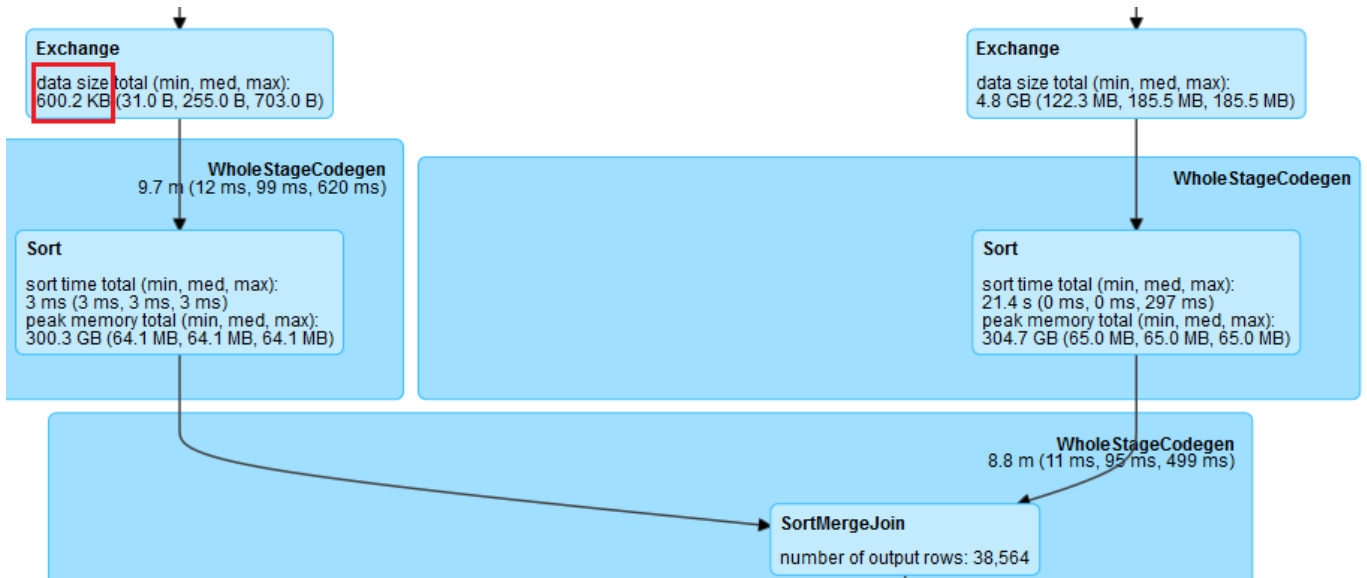 Exchange
data size total (min, med, max):
600.2 KB (31.0 B, 255.0 B, 703.0 B)
Exchange
data size total (min, med, max):
4.8 GB (122.3 MB, 185.5 MB, 185.5 MB)
WholeStageCodegen
9.7 m (12 ms, 99 ms, 620 ms)
WholeStageCodegen
Sort
sort time total (min, med, max):
3 ms (3 ms, 3 ms, 3 ms)
peak memory total (min, med, max):
300.3 GB (64.1 MB, 64.1 MB, 64.1 MB)
Sort
sort time total (min, med, max):
21.4 s (0 ms, 0 ms, 297 ms)
peak memory total (min, med, max):
304.7 GB (65.0 MB, 65.0 MB, 65.0 MB)
WholeStageCodegen
8.8 m (11 ms, 95 ms, 499 ms)
SortMergeJoin
number of output rows: 38,564